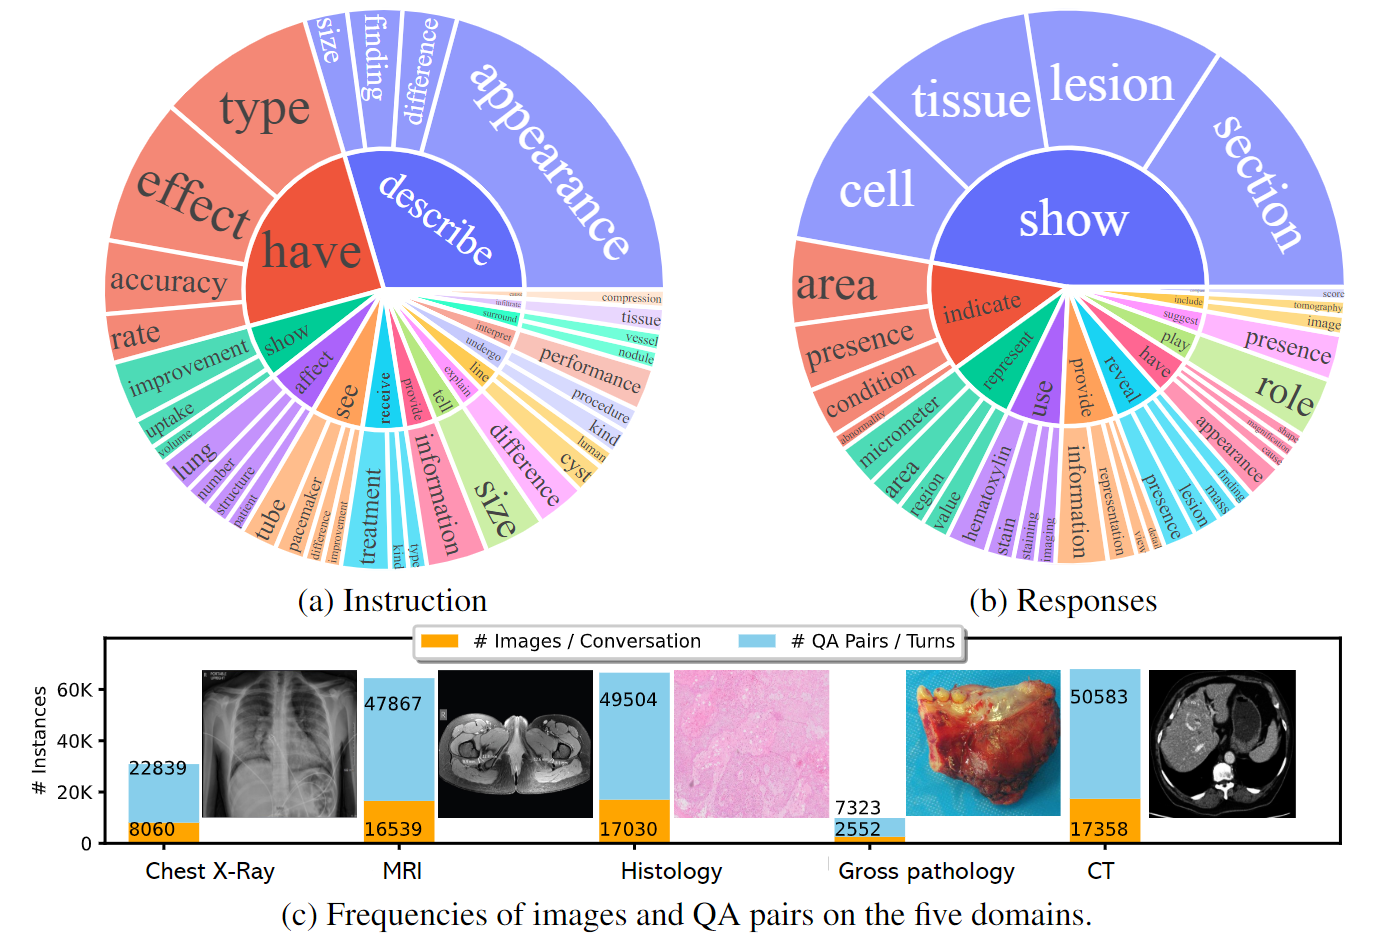 size
finding
difference
appearance
describe
type
effect
accuracy
rate
have
improvement
uptake
volume
show
lung
number
structure
patient
affect
tube
pacemaker
difference
improvement
see
treatment
kind
type
receive
information
provide
size
tell
difference
explain
cyst
luman
line
kind
procedure
undergo
performance
interpret
nodule
vessel
surround
tissue
infiltrate
compression
(a) Instruction
section
lesion
tissue
cell
show
area
presence
condition
abnormality
indicate
micrometer
area
region
value
represent
hematoxylin
stain
staining
imaging
use
information
representation
view
detail
provide
presence
lesion
mass
finding
reveal
appearance
cause
magnification
shape
have
role
play
presence
suggest
image
tomography
include
score
(b) Responses
# Images / Conversation
# QA Pairs / Turns
# Instances
60K
40K
20K
0
22839
8060
47867
16539
49504
17030
7323
2552
50583
17358
Chest X-Ray
MRI
Histology
Gross pathology
CT
(c) Frequencies of images and QA pairs on the five domains.